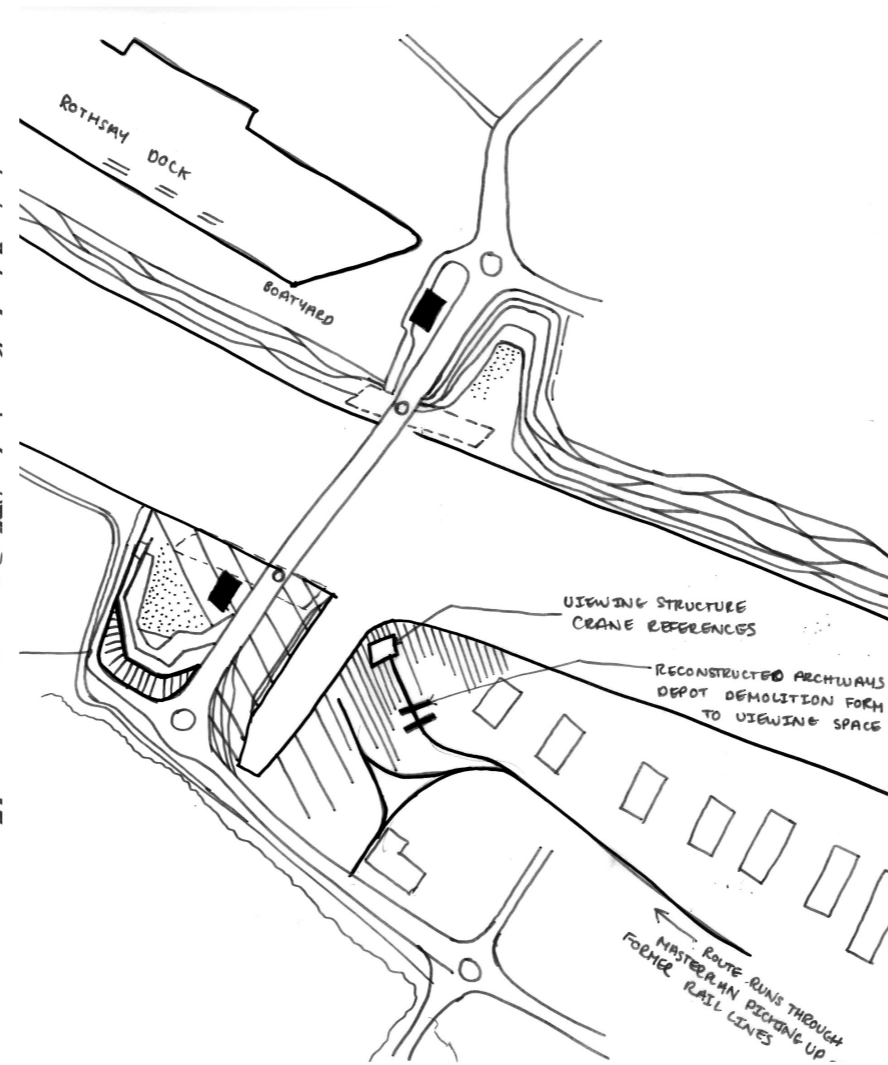 ROTHSAY DOCK
BOATYARD
VIEWING STRUCTURE
CRANE REFERENCES
RECONSTRUCTED ARCHWAYS
DEPOT DEMOLITION FORM
TO VIEWING SPACE
ROUTE RUNS THROUGH
MASTERPLAN PICKING UP
FORMER RAIL LINES